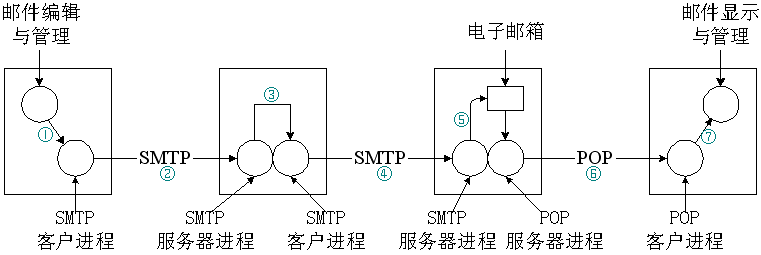 邮件编辑
与管理
电子邮箱
邮件显示
与管理
①
SMTP
②
③
SMTP
④
⑤
POP
⑥
⑦
SMTP
客户进程
SMTP
服务器进程
SMTP
客户进程
SMTP
服务器进程
POP
服务器进程
POP
客户进程